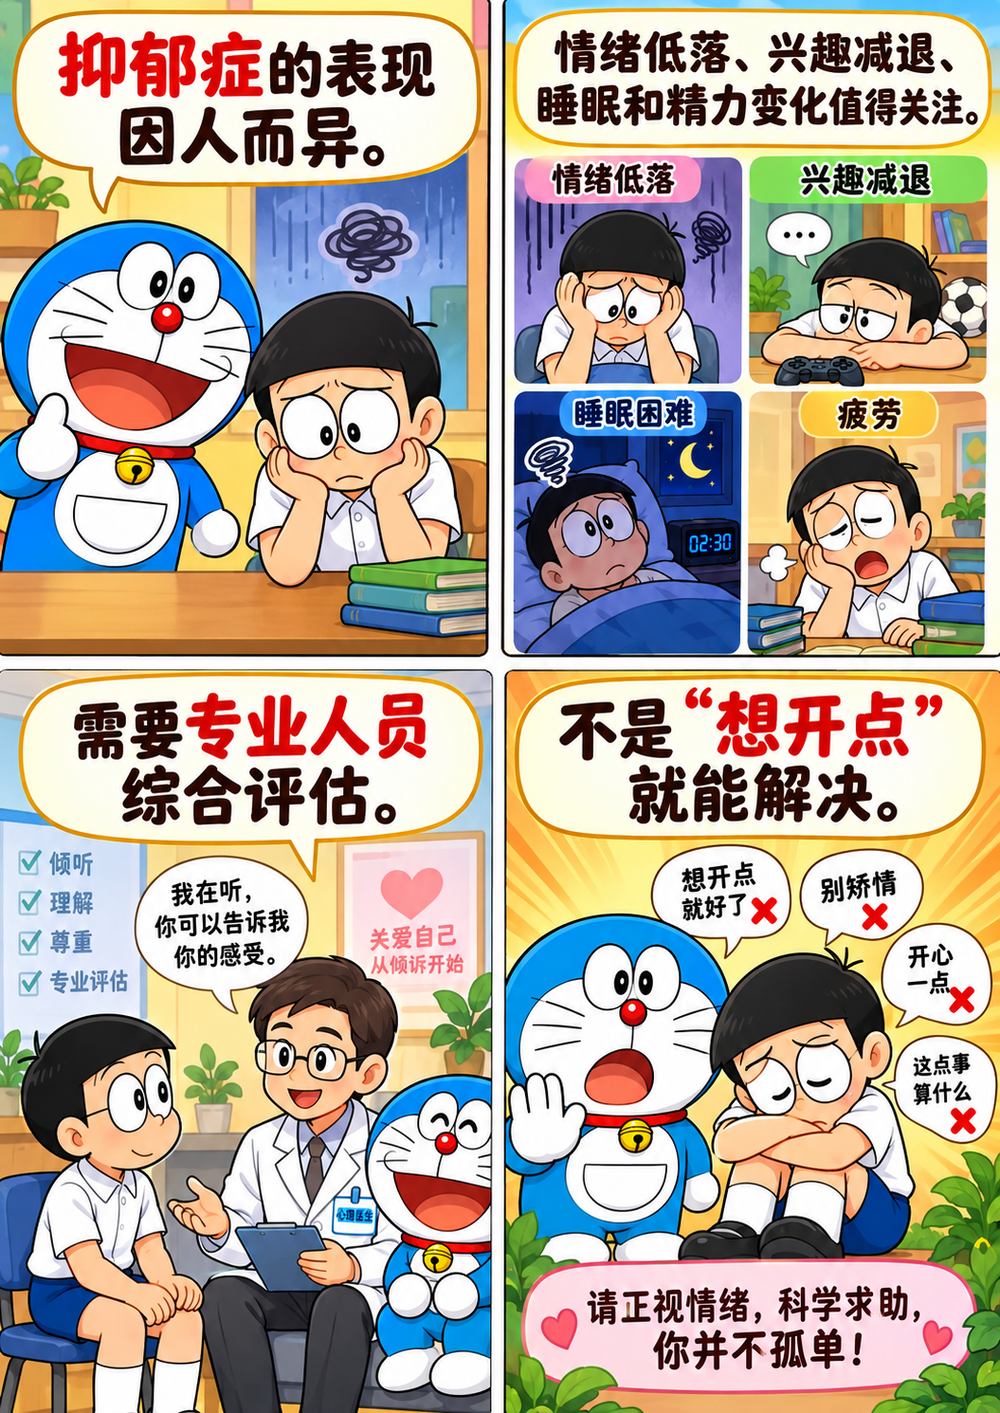 抑郁症的表现
因人而异。
情绪低落、兴趣减退、
睡眠和精力变化值得关注。
情绪低落
兴趣减退
睡眠困难
02:30
疲劳
需要专业人员
综合评估。
倾听
理解
尊重
专业评估
我在听，
你可以告诉我
你的感受。
关爱自己
从倾诉开始
心理医生
不是“想开点”
就能解决。
想开点
就好了
别矫情
开心
一点
这点事
算什么
请正视情绪，科学求助，
你并不孤单！